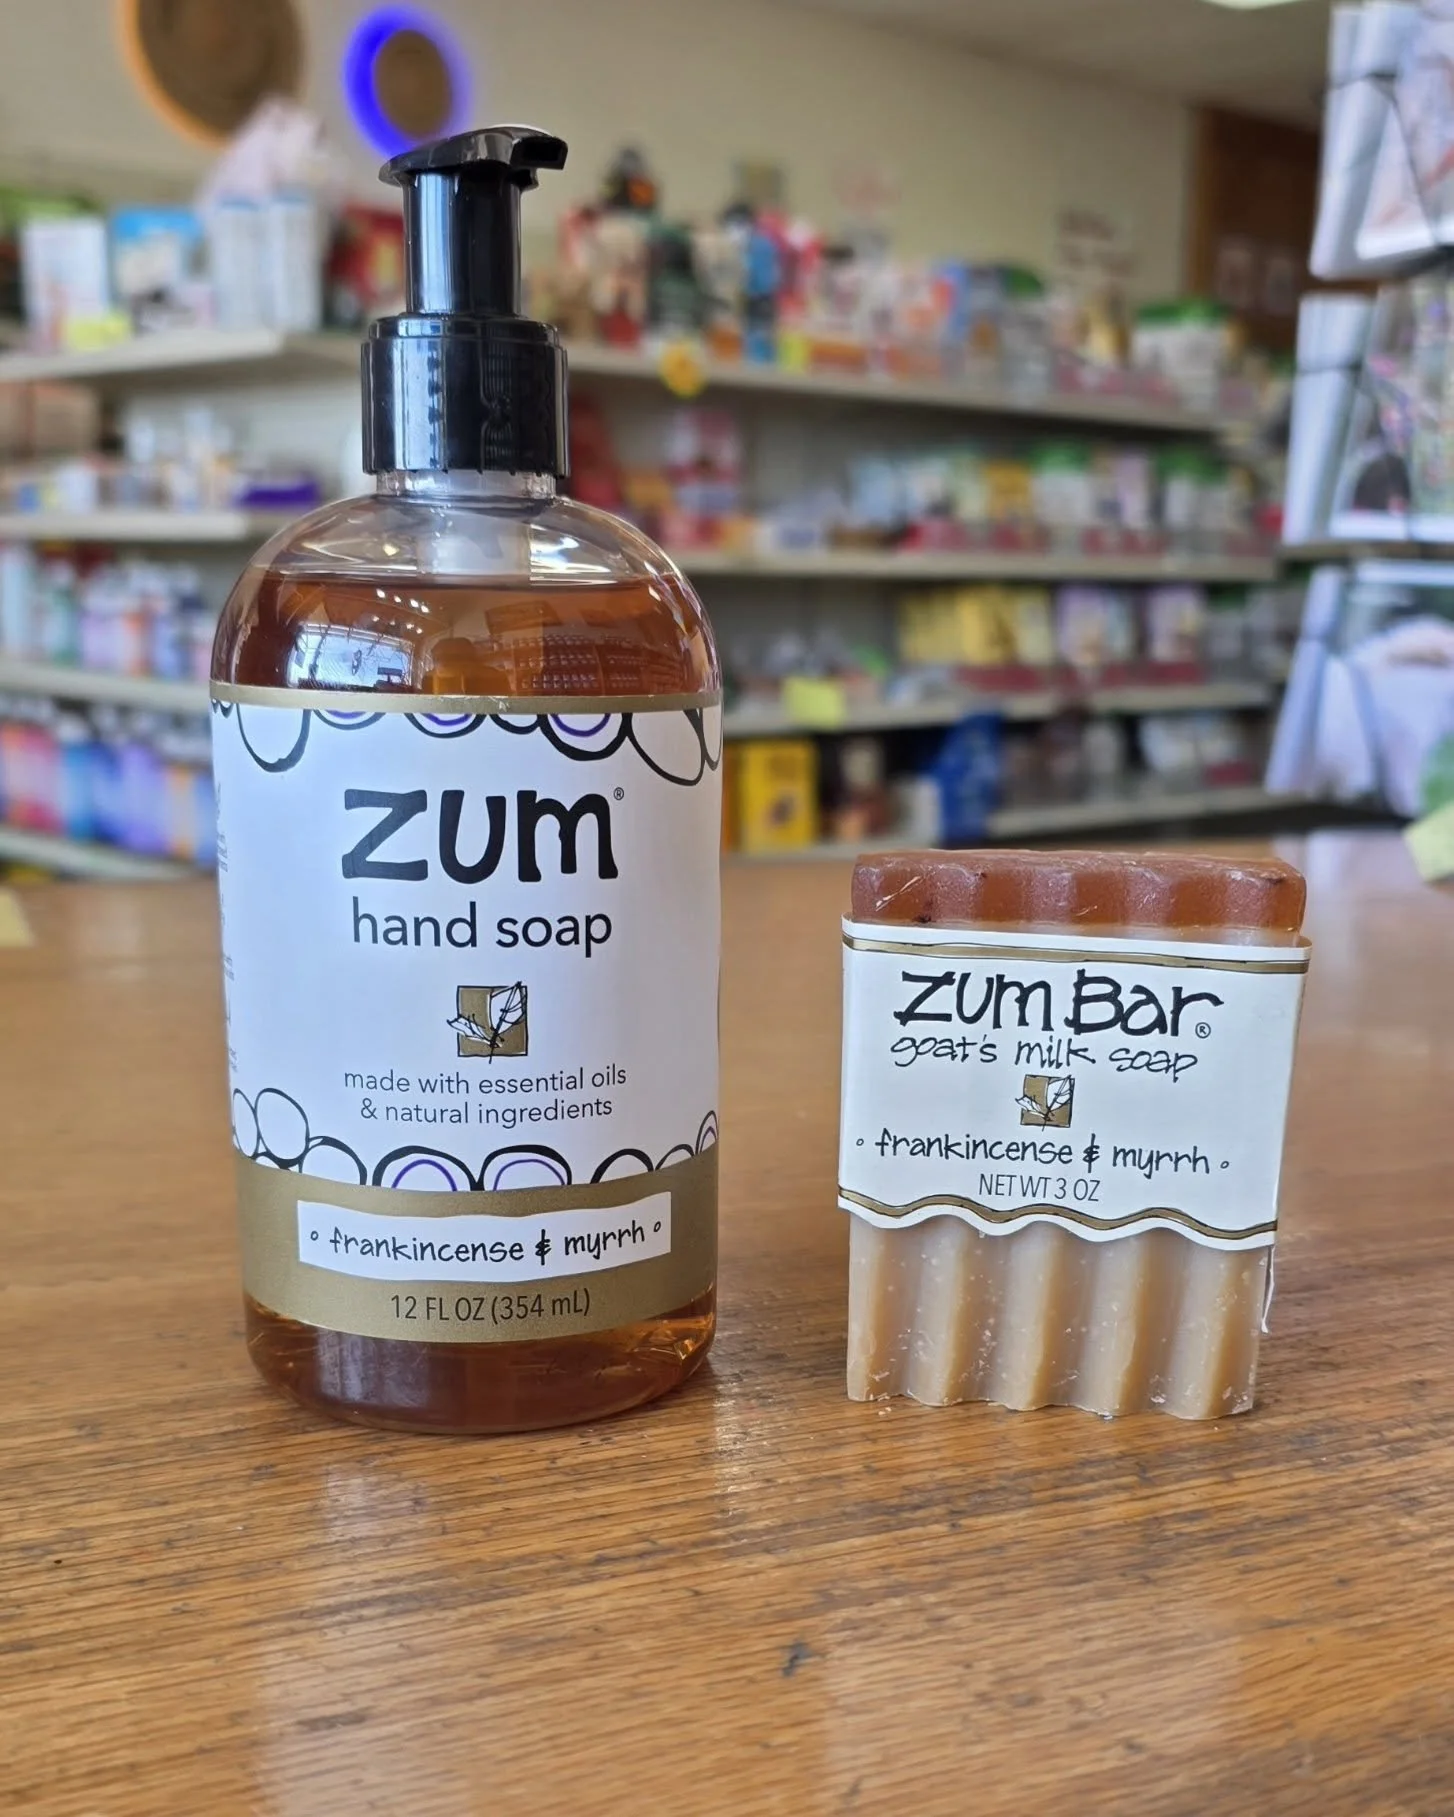 zum®
hand soap
made with essential oils
& natural ingredients
° frankincense & myrrh °
12 FL OZ (354 mL)
Zum Bar®
goat's milk soap
° frankincense & myrrh °
NET WT 3 OZ